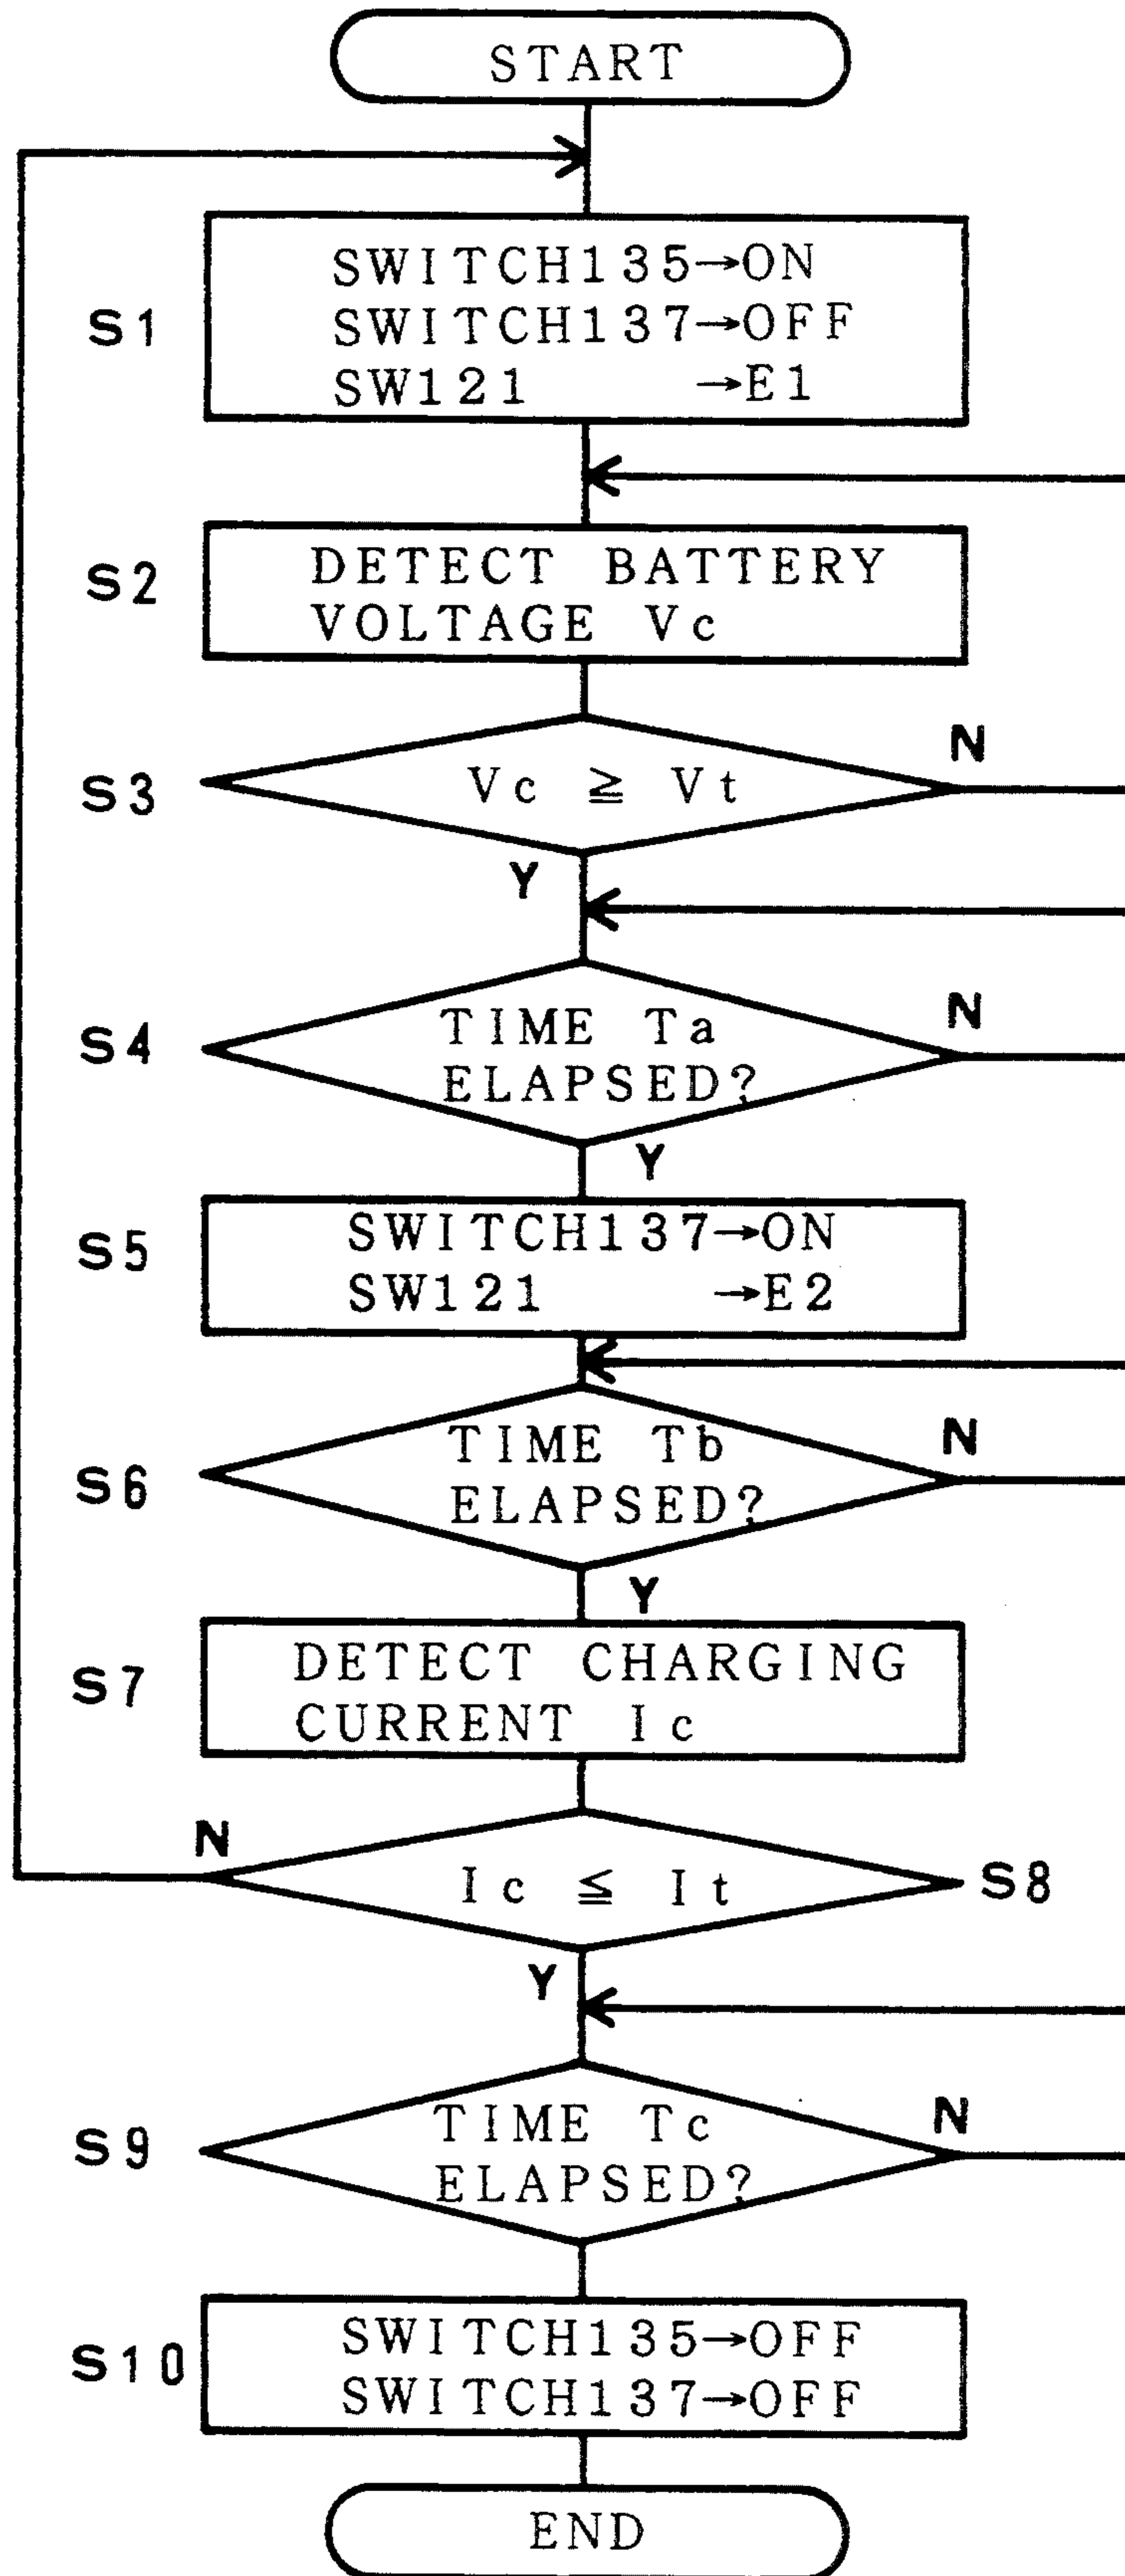 START
S1
SWITCH135→ON
SWITCH137→OFF
SW121 →E1
S2
DETECT BATTERY
VOLTAGE Vc
S3
Vc ≧ Vt
N
Y
S4
TIME Ta
ELAPSED?
N
Y
S5
SWITCH137→ON
SW121 →E2
S6
TIME Tb
ELAPSED?
N
Y
S7
DETECT CHARGING
CURRENT Ic
N
Ic ≦ It
S8
Y
S9
TIME Tc
ELAPSED?
N
S10
SWITCH135→OFF
SWITCH137→OFF
END